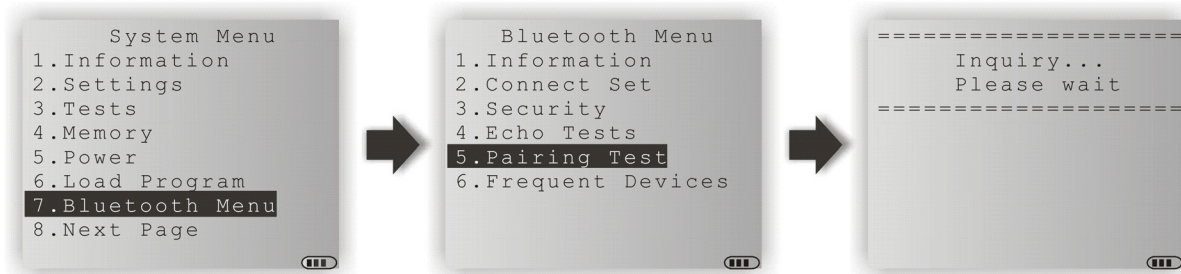 System Menu
1.Information
2.Settings
3.Tests
4.Memory
5.Power
6.Load Program
7.Bluetooth Menu
8.Next Page
Bluetooth Menu
1.Information
2.Connect Set
3.Security
4.Echo Tests
5.Pairing Test
6.Frequent Devices
=====================
Inquiry...
Please wait
=====================